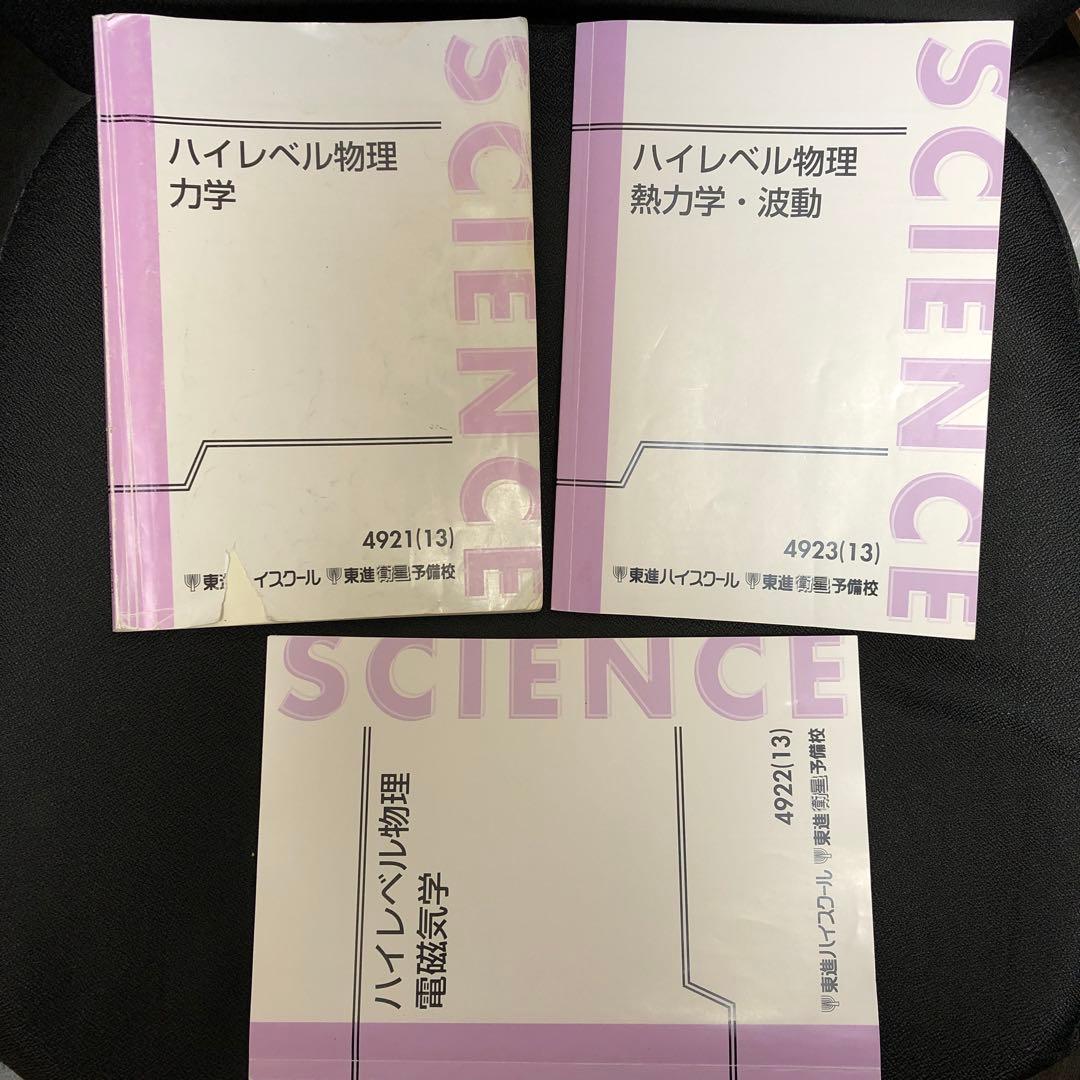 ハイレベル物理
力学
SCIENCE
4921(13)
東進 イスクール 東進衛星予備校
ハイレベル物理
熱力学・波動
SCIENCE
4923(13)
東進ハイスクール 東進衛星予備校
SCIENCE
ハイレベル物理
電磁気学
4922(13)
東進ハイスクール 東進衛星予備校